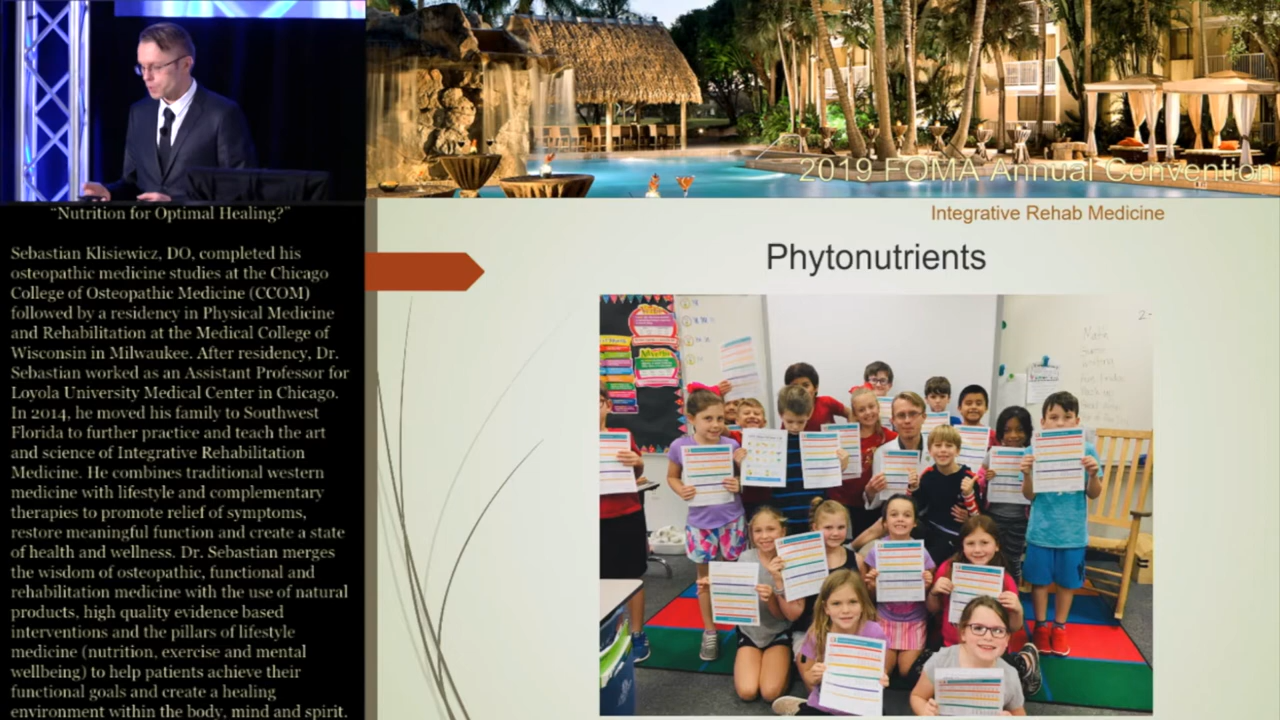 2019 FOMA Annual Convention
"Nutrition for Optimal Healing?"
Sebastian Klisiewicz, DO, completed his
osteopathic medicine studies at the Chicago
College of Osteopathic Medicine (CCOM)
followed by a residency in Physical Medicine
and Rehabilitation at the Medical College of
Wisconsin in Milwaukee. After residency, Dr.
Sebastian worked as an Assistant Professor for
Loyola University Medical Center in Chicago.
In 2014, he moved his family to Southwest
Florida to further practice and teach the art
and science of Integrative Rehabilitation
Medicine. He combines traditional western
medicine with lifestyle and complementary
therapies to promote relief of symptoms,
restore meaningful function and create a state
of health and wellness. Dr. Sebastian merges
the wisdom of osteopathic, functional and
rehabilitation medicine with the use of natural
products, high quality evidence based
interventions and the pillars of lifestyle
medicine (nutrition, exercise and mental
wellbeing) to help patients achieve their
functional goals and create a healing
environment within the body, mind and spirit.
Integrative Rehab Medicine
Phytonutrients